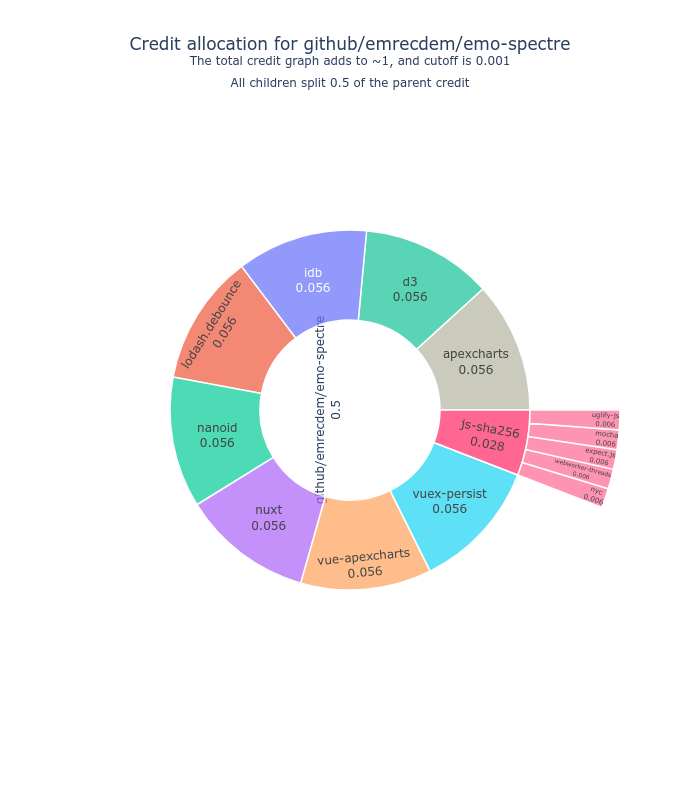 Credit allocation for github/emrecdem/emo-spectre
The total credit graph adds to ~1, and cutoff is 0.001
All children split 0.5 of the parent credit
idb
0.056
d3
0.056
lodash.debounce
0.056
apexcharts
0.056
github/emrecdem/emo-spectre
0.5
nanoid
0.056
js-sha256
0.028
uglify-js
0.006
mocha
0.006
expect.js
0.006
webworker-threads
0.006
nyc
0.006
vuex-persist
0.056
nuxt
0.056
vue-apexcharts
0.056